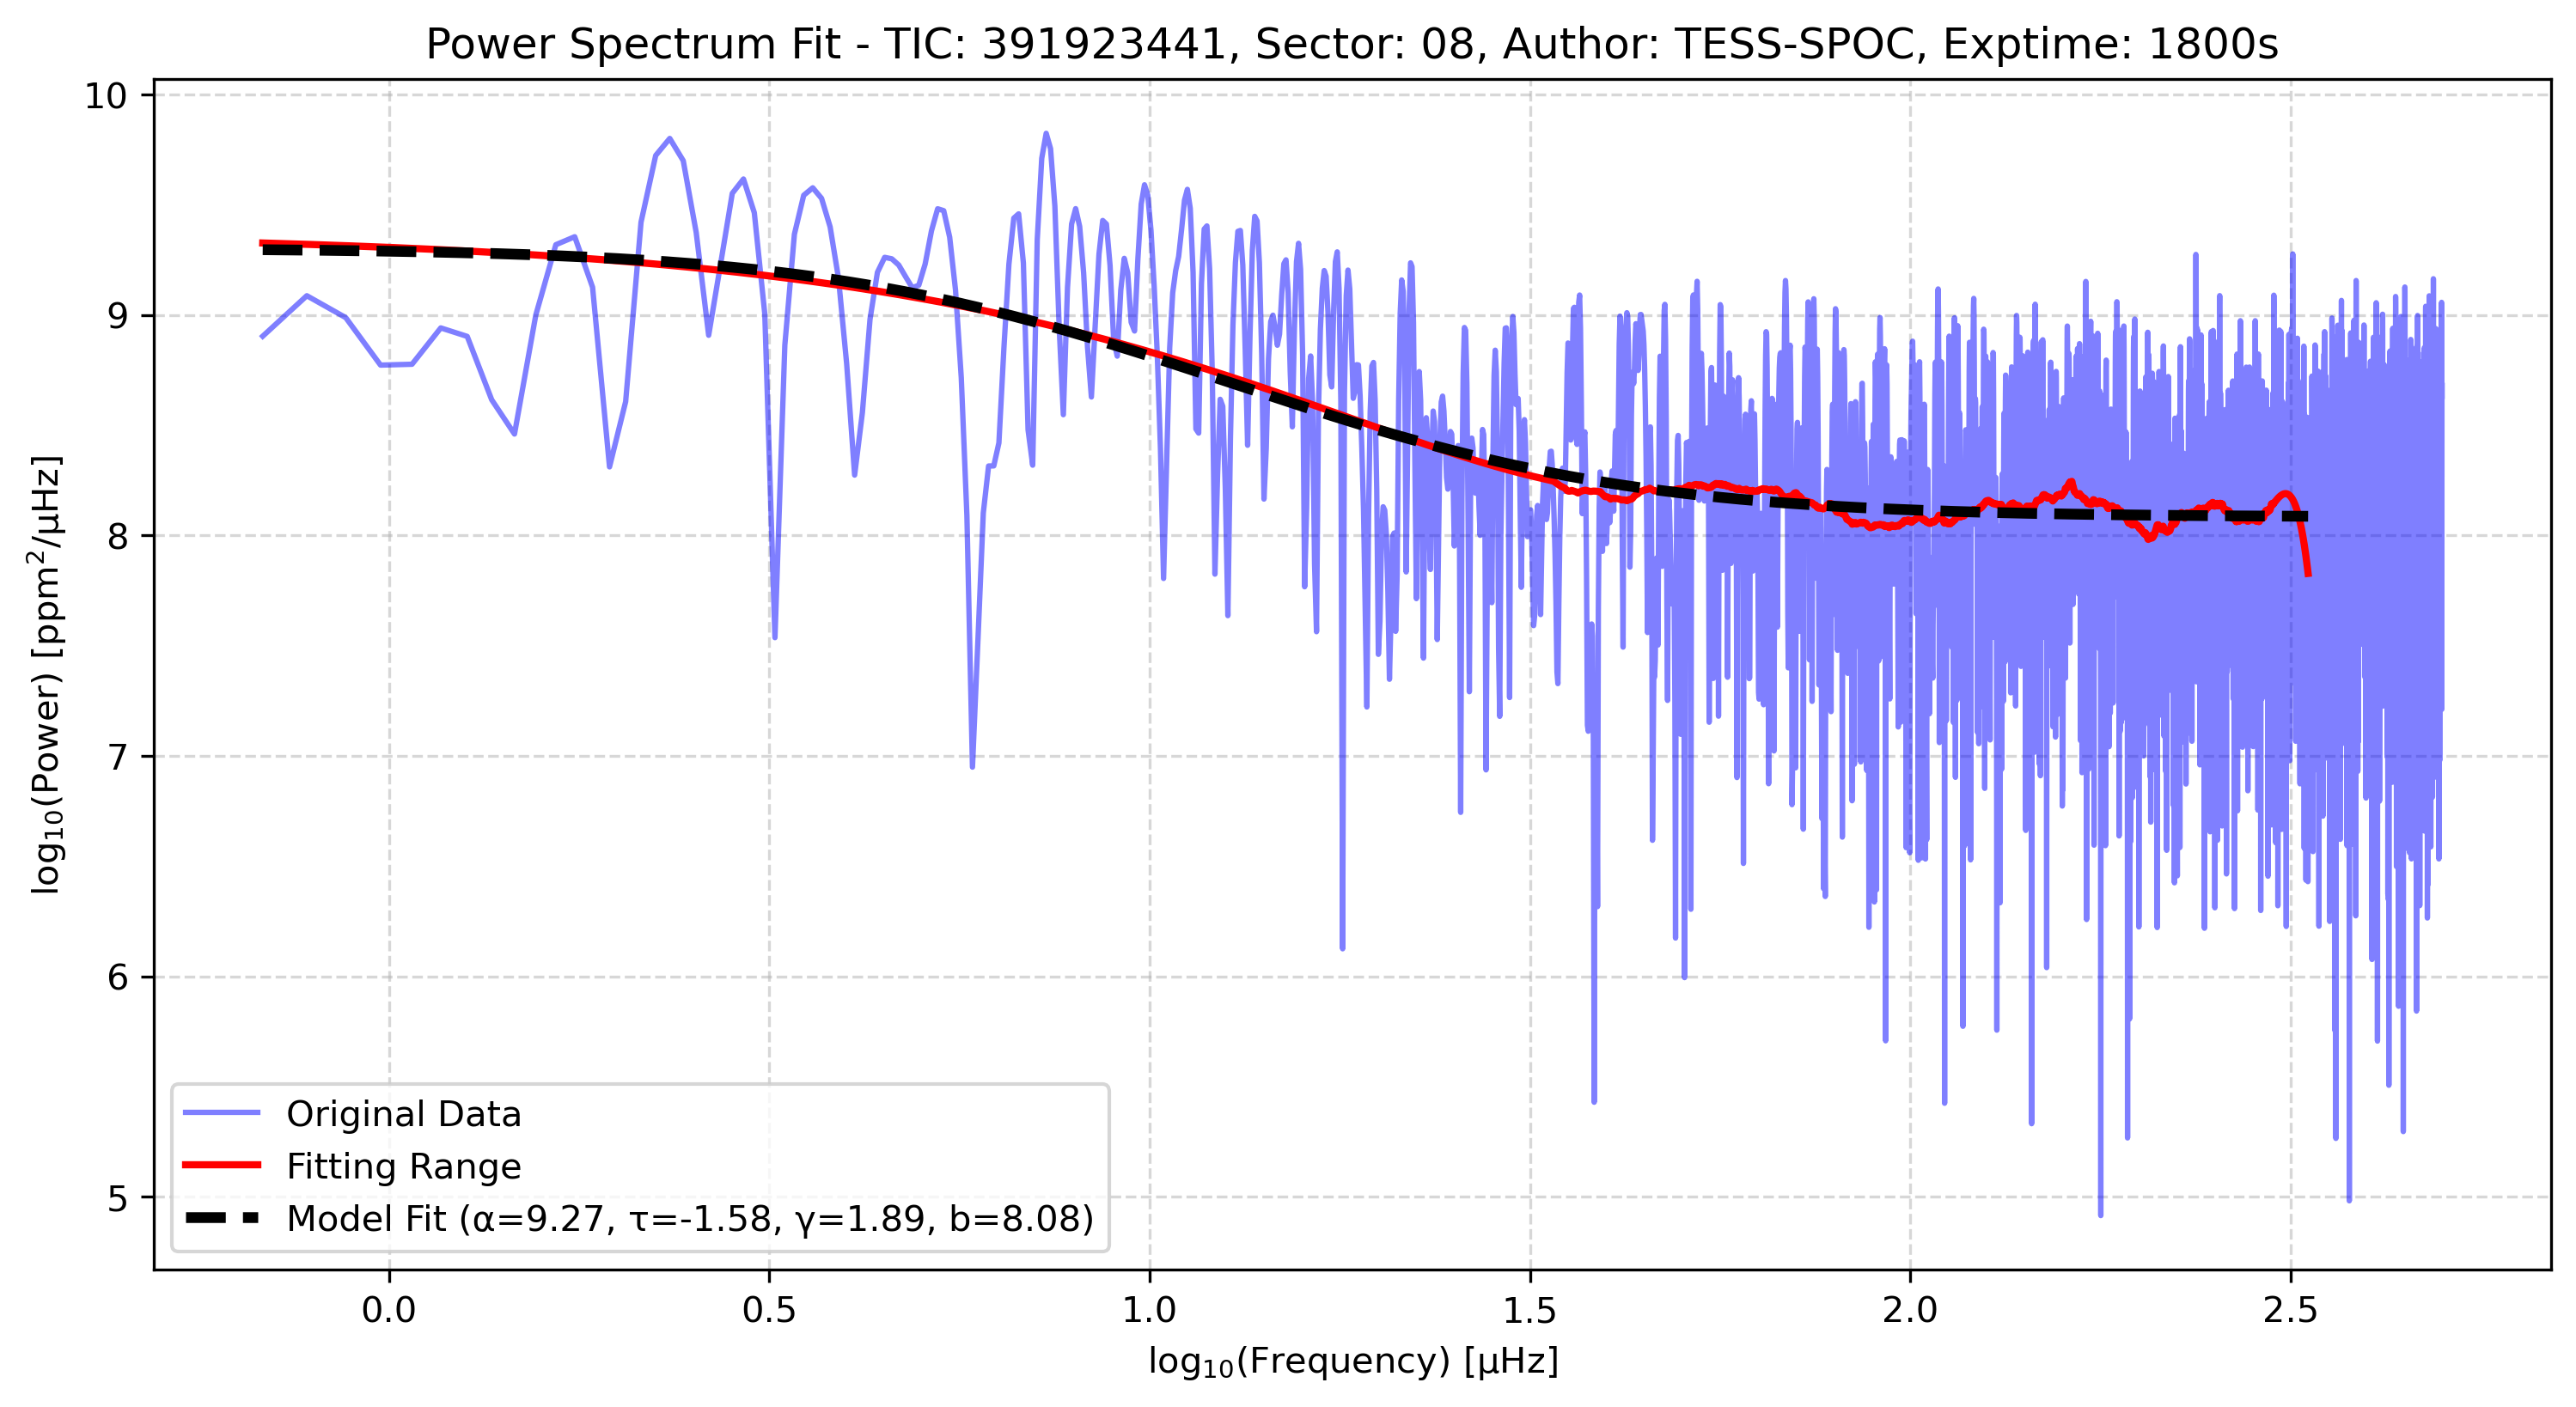 Power Spectrum Fit - TIC: 391923441, Sector: 08, Author: TESS-SPOC, Exptime: 1800s
log₁₀(Power) [ppm²/μHz]
10
9
8
7
6
5
Original Data
Fitting Range
Model Fit (α=9.27, τ=-1.58, γ=1.89, b=8.08)
0.0 0.5 1.0 1.5 2.0 2.5
log₁₀(Frequency) [μHz]